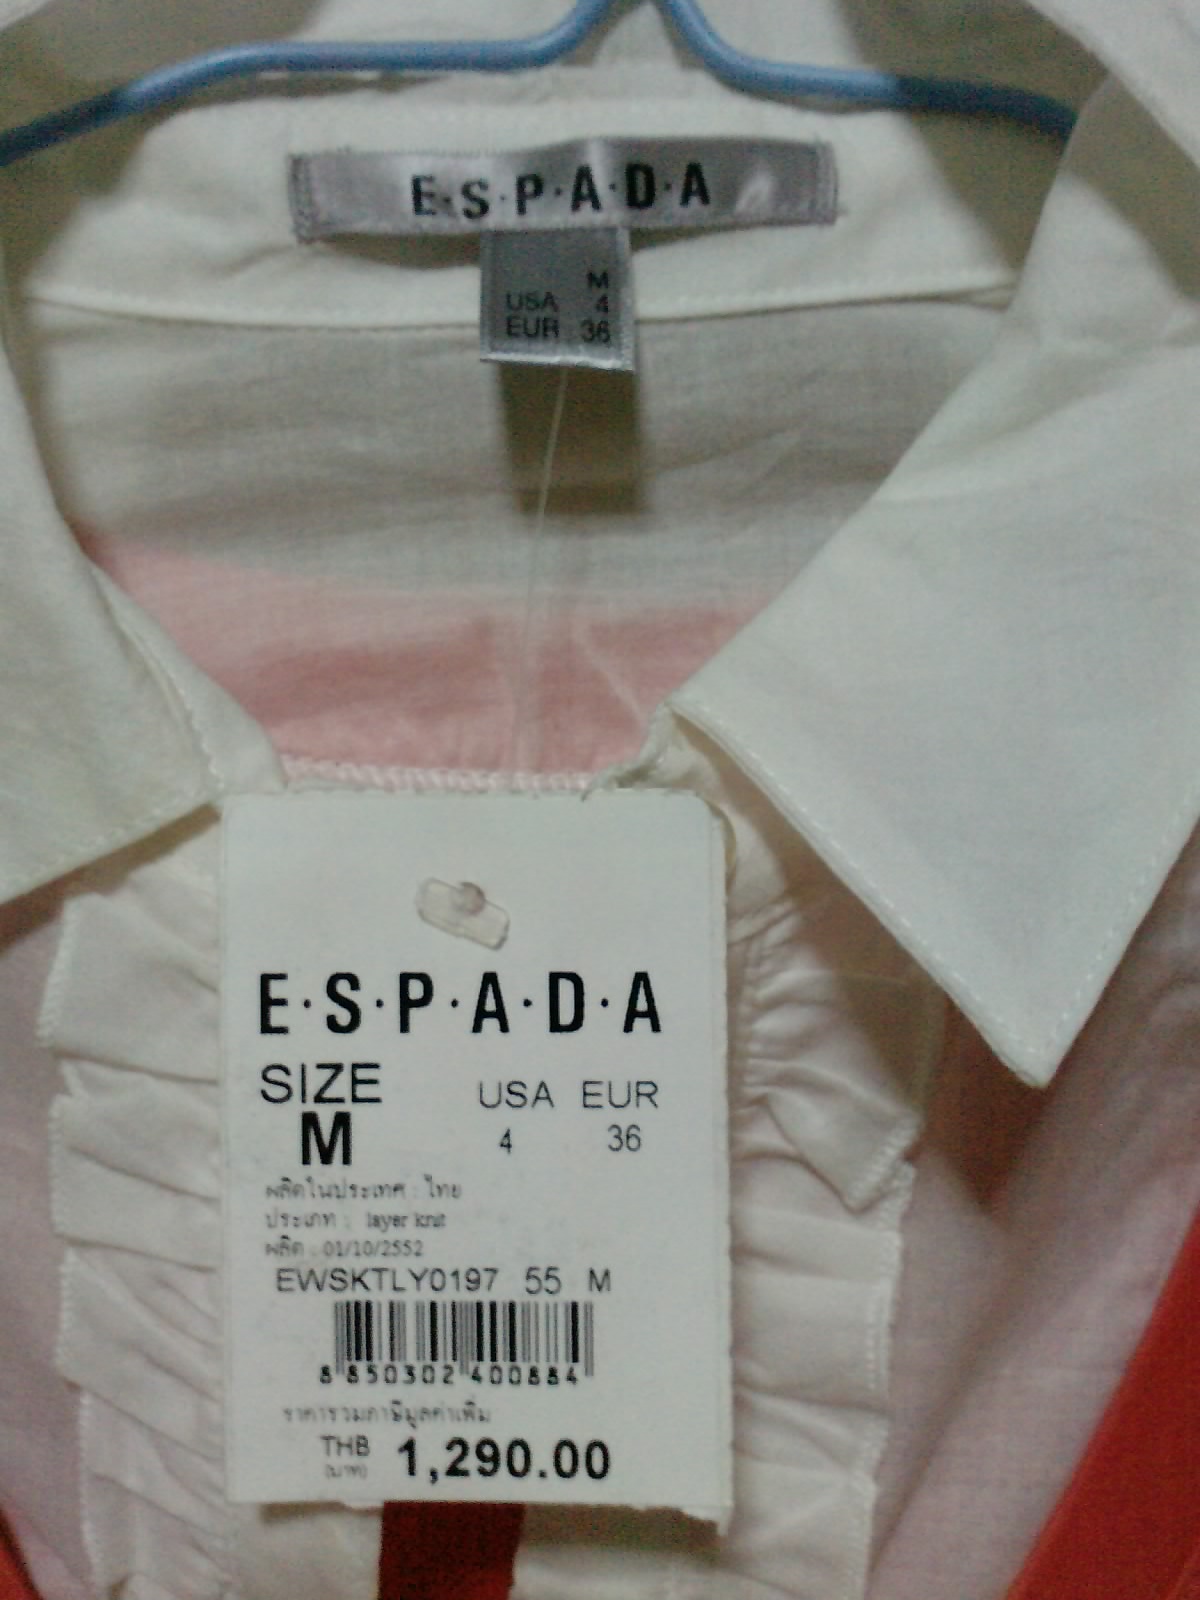 E·S·P·A·D·A
M
USA 4
EUR 36
E·S·P·A·D·A
SIZE USA EUR
M 4 36
ผลิตในประเทศ : ไทย
ประเภท : layer knit
ผลิต : 01/10/2552
EWSKTLY0197 55 M
8 850302 400884
ราคารวมภาษีมูลค่าเพิ่ม
THB 1,290.00
(บาท)